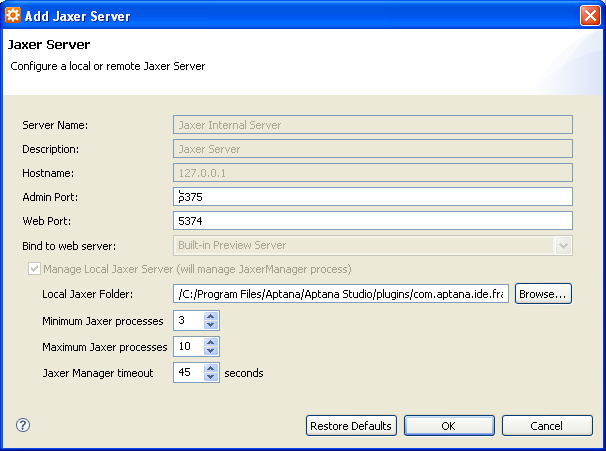 Add Jaxer Server
Jaxer Server
Configure a local or remote Jaxer Server
Server Name: Jaxer Internal Server
Description: Jaxer Server
Hostname: 127.0.0.1
Admin Port: 5375
Web Port: 5374
Bind to web server: Built-in Preview Server
Manage Local Jaxer Server (will manage JaxerManager process)
Local Jaxer Folder: /C:/Program Files/Aptana/Aptana Studio/plugins/com.aptana.ide.fra Browse...
Minimum Jaxer processes 3
Maximum Jaxer processes 10
Jaxer Manager timeout 45 seconds
? Restore Defaults OK Cancel